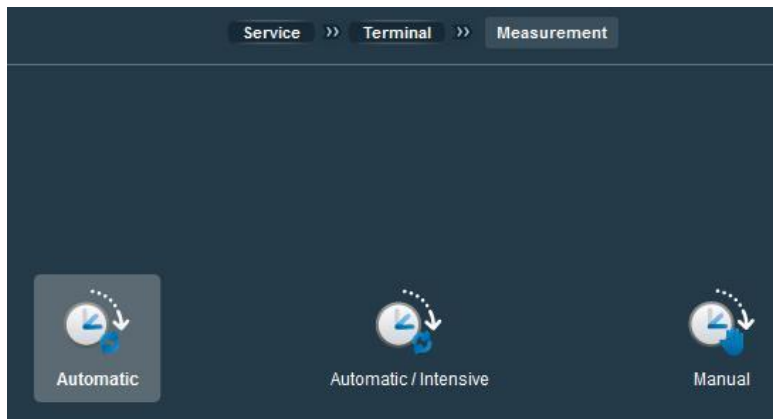 Service » Terminal » Measurement
Automatic Automatic / Intensive Manual